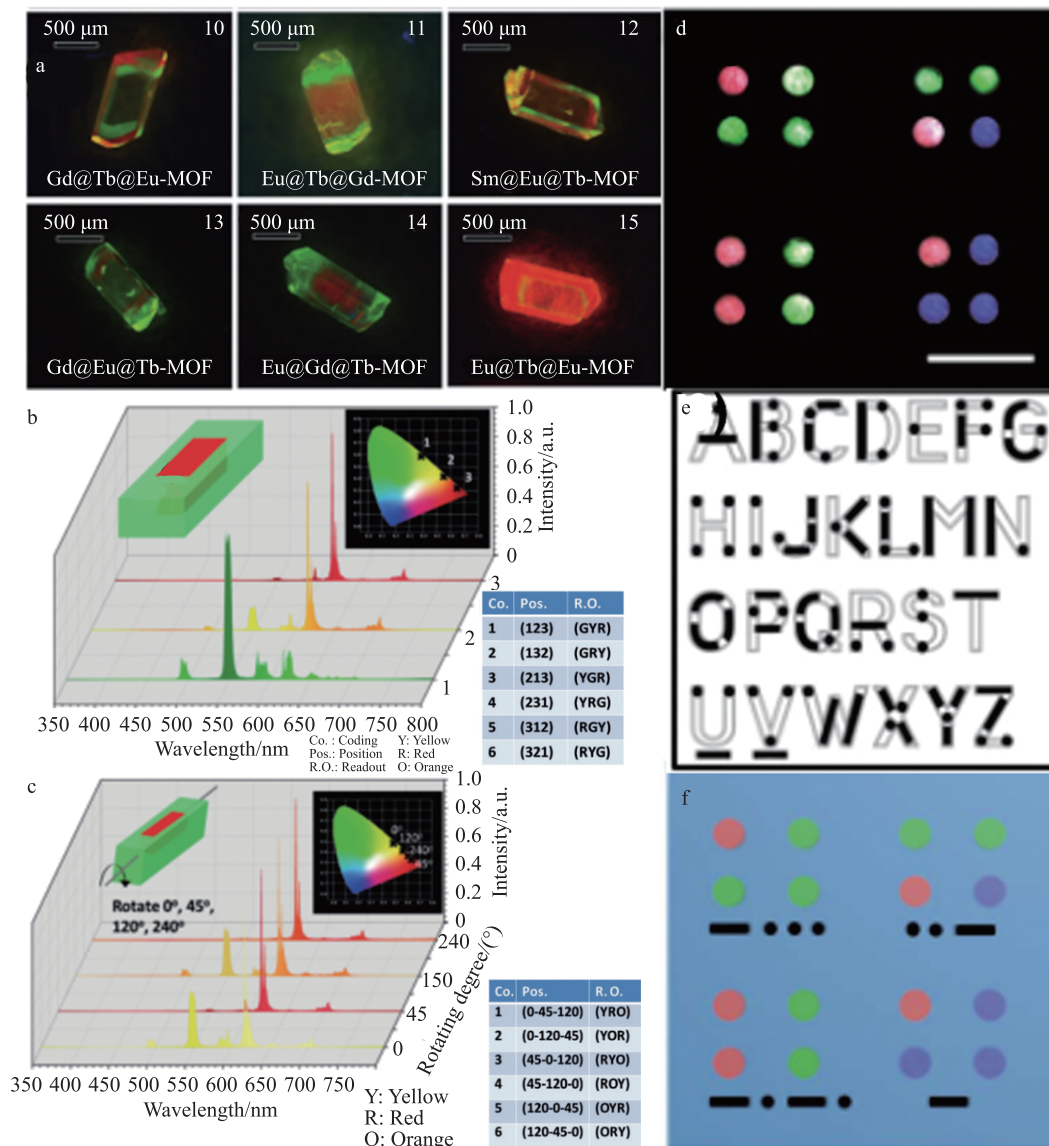 500 μm 10
a
Gd@Tb@Eu-MOF
500 μm 11
Eu@Tb@Gd-MOF
500 μm 12
Sm@Eu@Tb-MOF
500 μm 13
Gd@Eu@Tb-MOF
500 μm 14
Eu@Gd@Tb-MOF
500 μm 15
Eu@Tb@Eu-MOF
d
b
1
2
3
1.0
0.8
0.6
0.4
0.2
0
Intensity/a.u.
3
2
1
350 400 450 500 550 600 650 700 750 800
Wavelength/nm
Co. : Coding Y: Yellow
Pos.: Position R: Red
R.O.: Readout O: Orange
Co. Pos. R.O.
1 (123) (GYR)
2 (132) (GRY)
3 (213) (YGR)
4 (231) (YRG)
5 (312) (RGY)
6 (321) (RYG)
e
A B C D E F G
H I J K L M N
O P Q R S T
U V W X Y Z
c
Rotate 0°, 45°,
120°, 240°
0°
120°
240°
45°
1.0
0.8
0.6
0.4
0.2
0
Intensity/a.u.
240
150
45
0
Rotating degree/(°)
350 400 450 500 550 600 650 700 750
Wavelength/nm
Y: Yellow
R: Red
O: Orange
Co. Pos. R. O.
1 (0-45-120) (YRO)
2 (0-120-45) (YOR)
3 (45-0-120) (RYO)
4 (45-120-0) (ROY)
5 (120-0-45) (OYR)
6 (120-45-0) (ORY)
f